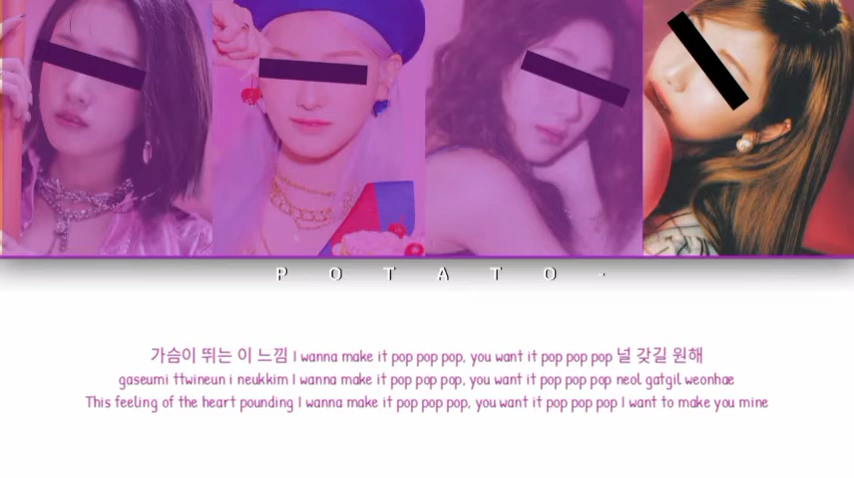 P O T A T O -
가슴이 뛰는 이 느낌 I wanna make it pop pop pop, you want it pop pop pop 널 갖길 원해
gaseumi ttwineun i neukkim I wanna make it pop pop pop, you want it pop pop pop neol gatgil weonhae
This feeling of the heart pounding I wanna make it pop pop pop, you want it pop pop pop I want to make you mine